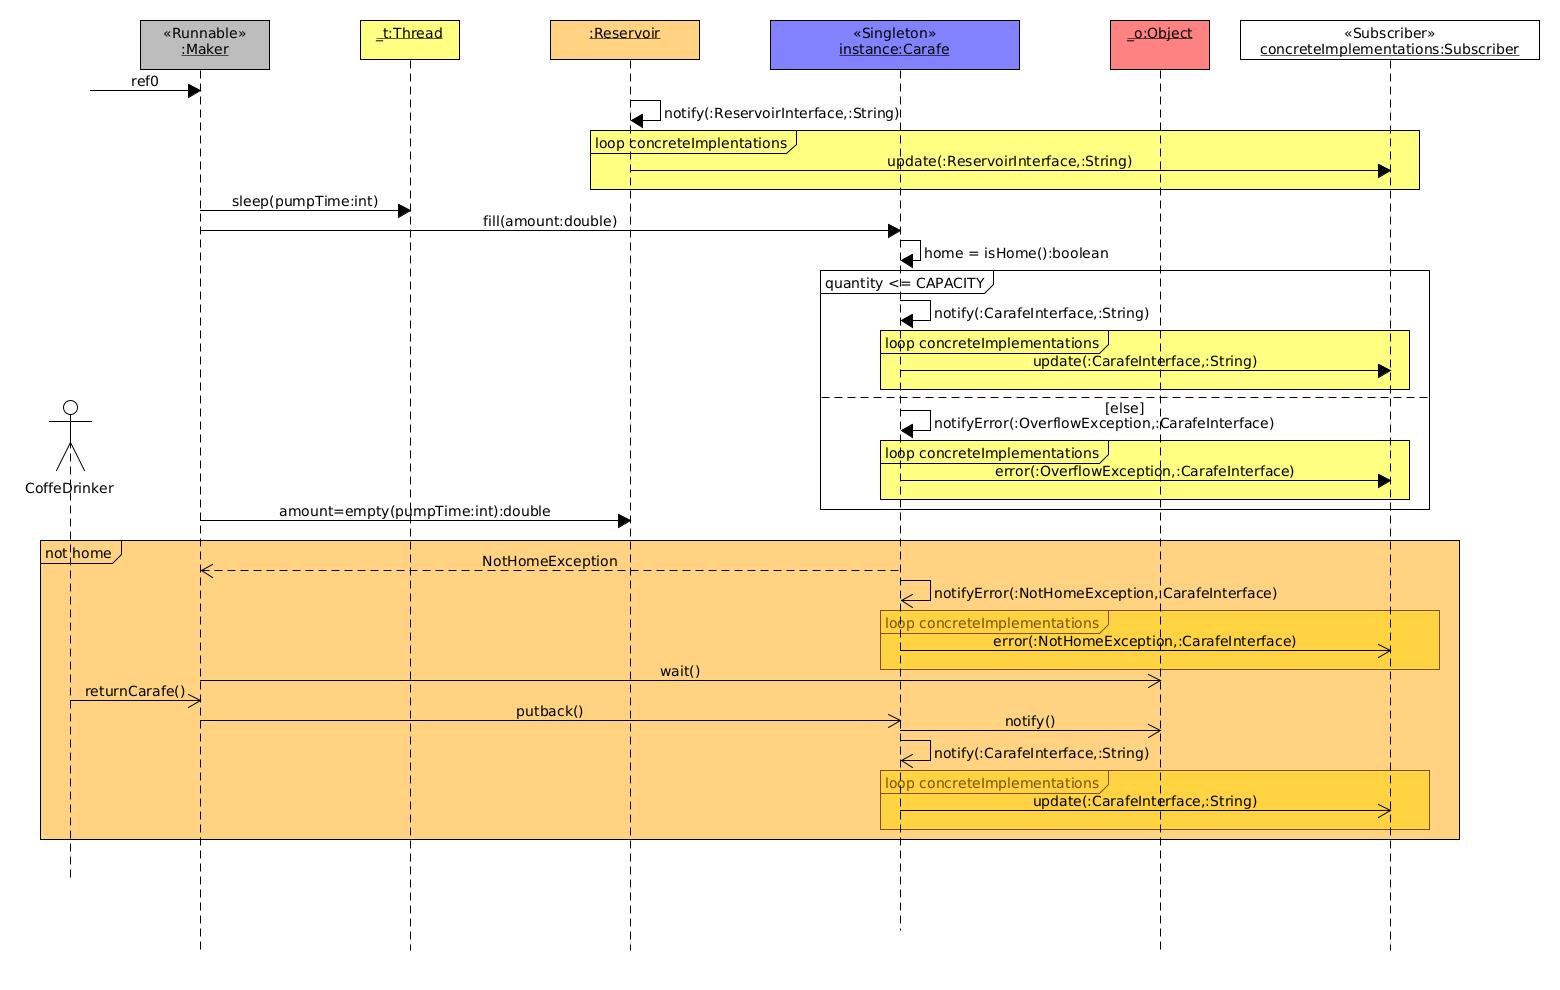 «Runnable»
:Maker
_t:Thread
:Reservoir
«Singleton»
instance:Carafe
_o:Object
«Subscriber»
concreteImplementations:Subscriber
ref0
notify(:ReservoirInterface,:String)
loop concreteImplentations
update(:ReservoirInterface,:String)
sleep(pumpTime:int)
fill(amount:double)
home = isHome():boolean
quantity <= CAPACITY
notify(:CarafeInterface,:String)
loop concreteImplementations
update(:CarafeInterface,:String)
[else]
notifyError(:OverflowException,:CarafeInterface)
loop concreteImplementations
error(:OverflowException,:CarafeInterface)
CoffeDrinker
amount=empty(pumpTime:int):double
not home
NotHomeException
notifyError(:NotHomeException,:CarafeInterface)
loop concreteImplementations
error(:NotHomeException,:CarafeInterface)
wait()
returnCarafe()
putback()
notify()
notify(:CarafeInterface,:String)
loop concreteImplementations
update(:CarafeInterface,:String)